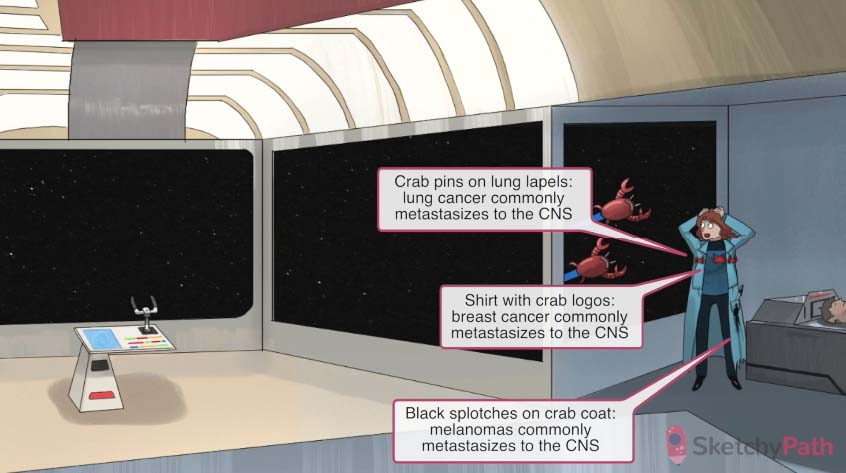 Crab pins on lung lapels:
lung cancer commonly
metastasizes to the CNS
Shirt with crab logos:
breast cancer commonly
metastasizes to the CNS
Black splotches on crab coat:
melanomas commonly
metastasizes to the CNS
SketchyPath